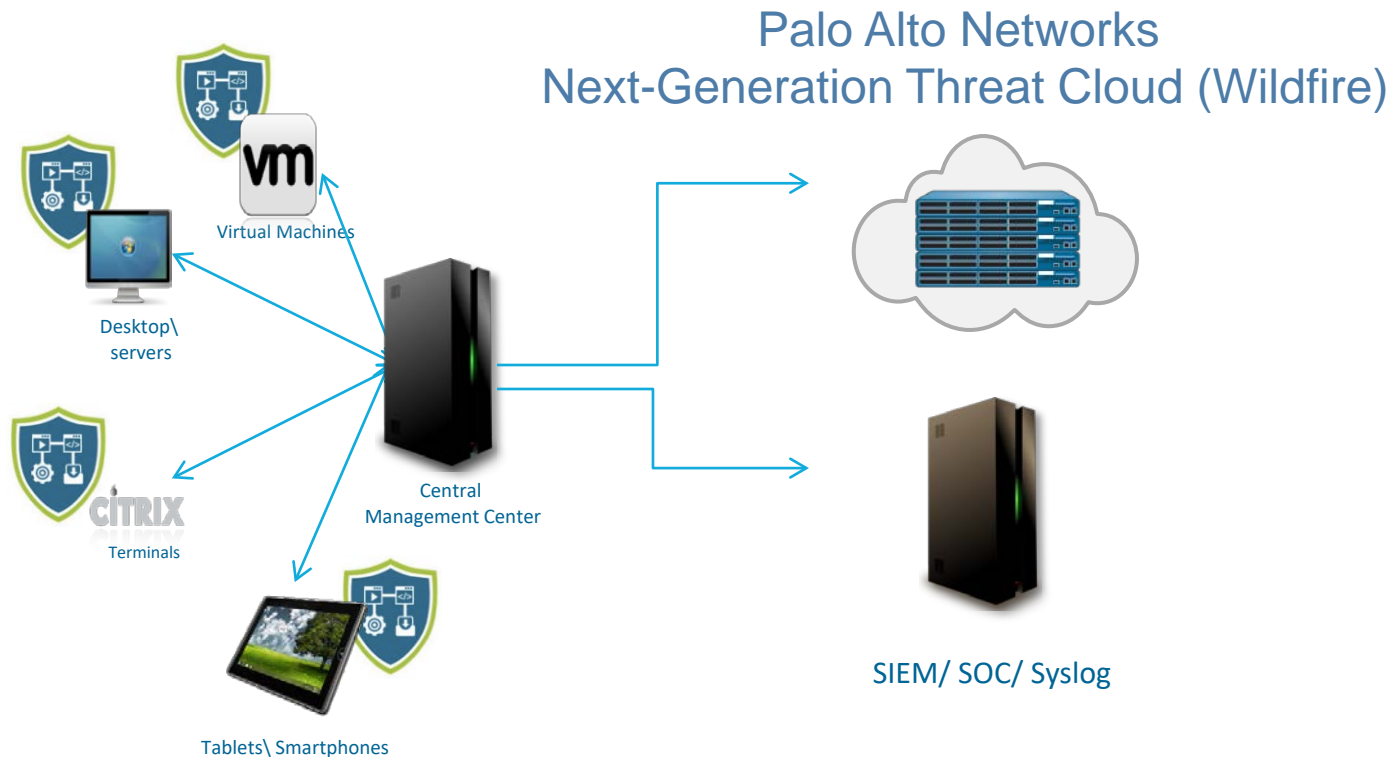 Palo Alto Networks
Next-Generation Threat Cloud (Wildfire)
vm
Virtual Machines
Desktop\
servers
CITRIX
Terminals
Central
Management Center
Tablets\ Smartphones
SIEM/ SOC/ Syslog